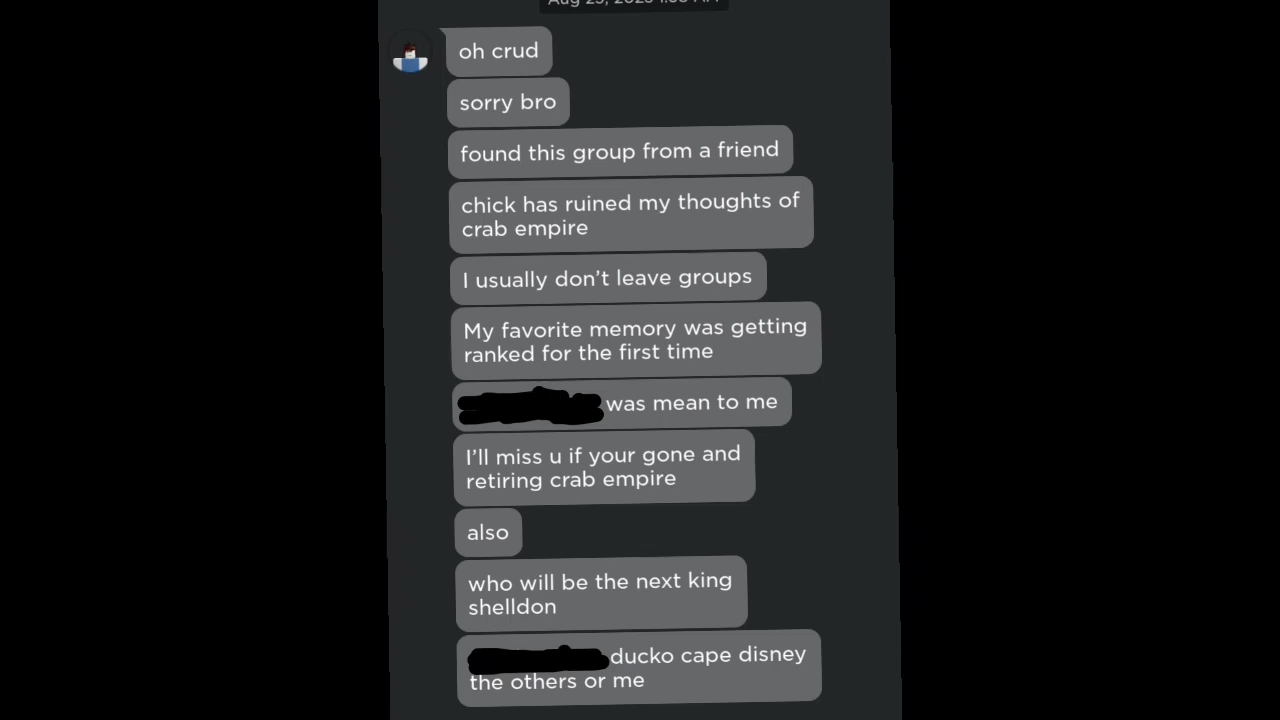 oh crud
sorry bro
found this group from a friend
chick has ruined my thoughts of
crab empire
I usually don’t leave groups
My favorite memory was getting
ranked for the first time
was mean to me
I’ll miss u if your gone and
retiring crab empire
also
who will be the next king
shelldon
ducko cape disney
the others or me